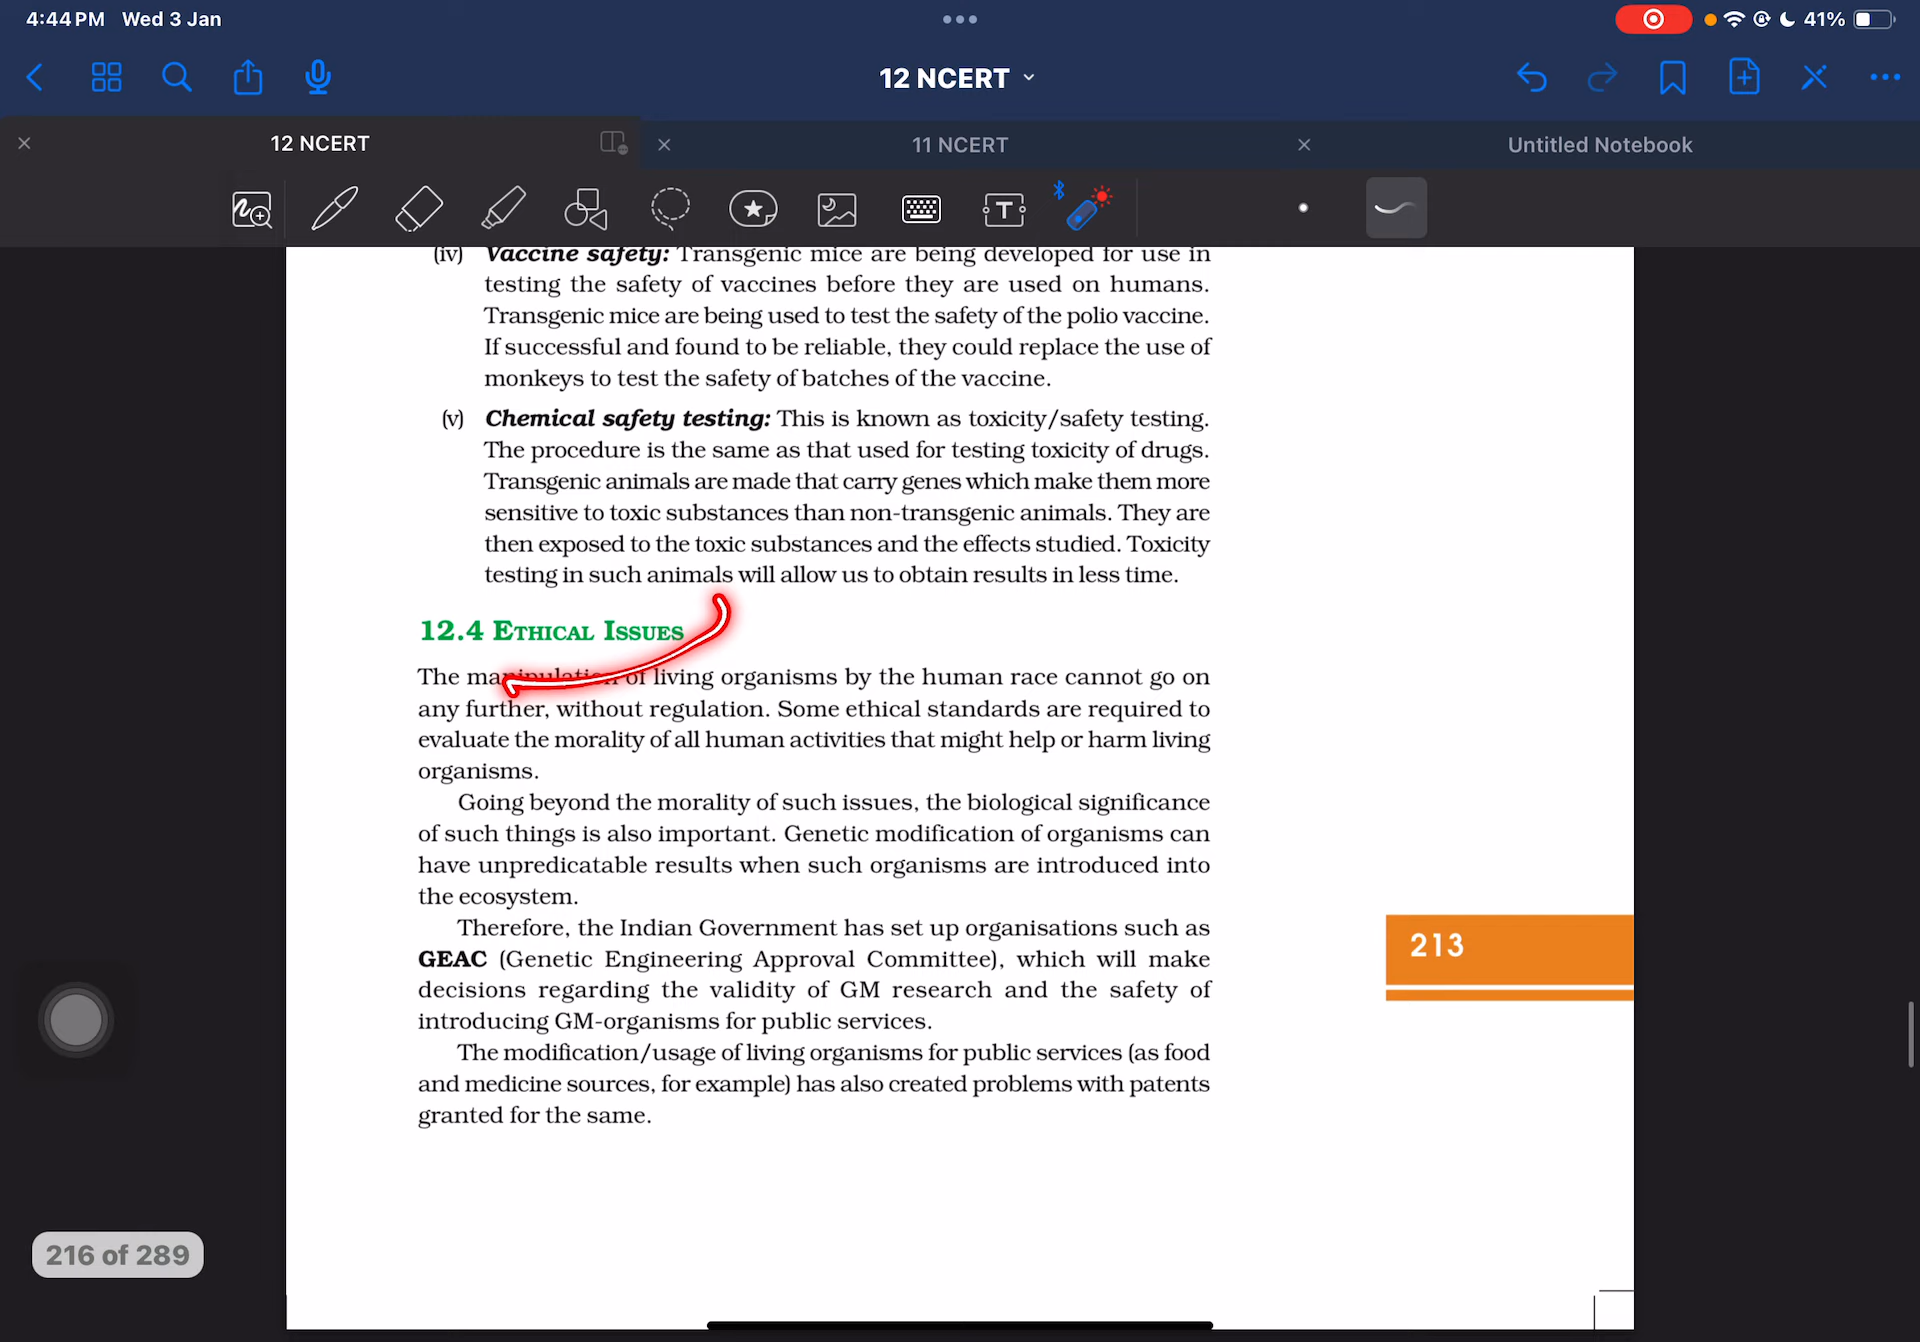 4:44 PM Wed 3 Jan
41%
12 NCERT
12 NCERT
11 NCERT
Untitled Notebook
(iv) Vaccine safety: Transgenic mice are being developed for use in
testing the safety of vaccines before they are used on humans.
Transgenic mice are being used to test the safety of the polio vaccine.
If successful and found to be reliable, they could replace the use of
monkeys to test the safety of batches of the vaccine.
(v) Chemical safety testing: This is known as toxicity/safety testing.
The procedure is the same as that used for testing toxicity of drugs.
Transgenic animals are made that carry genes which make them more
sensitive to toxic substances than non-transgenic animals. They are
then exposed to the toxic substances and the effects studied. Toxicity
testing in such animals will allow us to obtain results in less time.
12.4 ETHICAL ISSUES
The manipulation of living organisms by the human race cannot go on
any further, without regulation. Some ethical standards are required to
evaluate the morality of all human activities that might help or harm living
organisms.
Going beyond the morality of such issues, the biological significance
of such things is also important. Genetic modification of organisms can
have unpredicatable results when such organisms are introduced into
the ecosystem.
Therefore, the Indian Government has set up organisations such as
GEAC (Genetic Engineering Approval Committee), which will make
decisions regarding the validity of GM research and the safety of
introducing GM-organisms for public services.
The modification/usage of living organisms for public services (as food
and medicine sources, for example) has also created problems with patents
granted for the same.
213
216 of 289